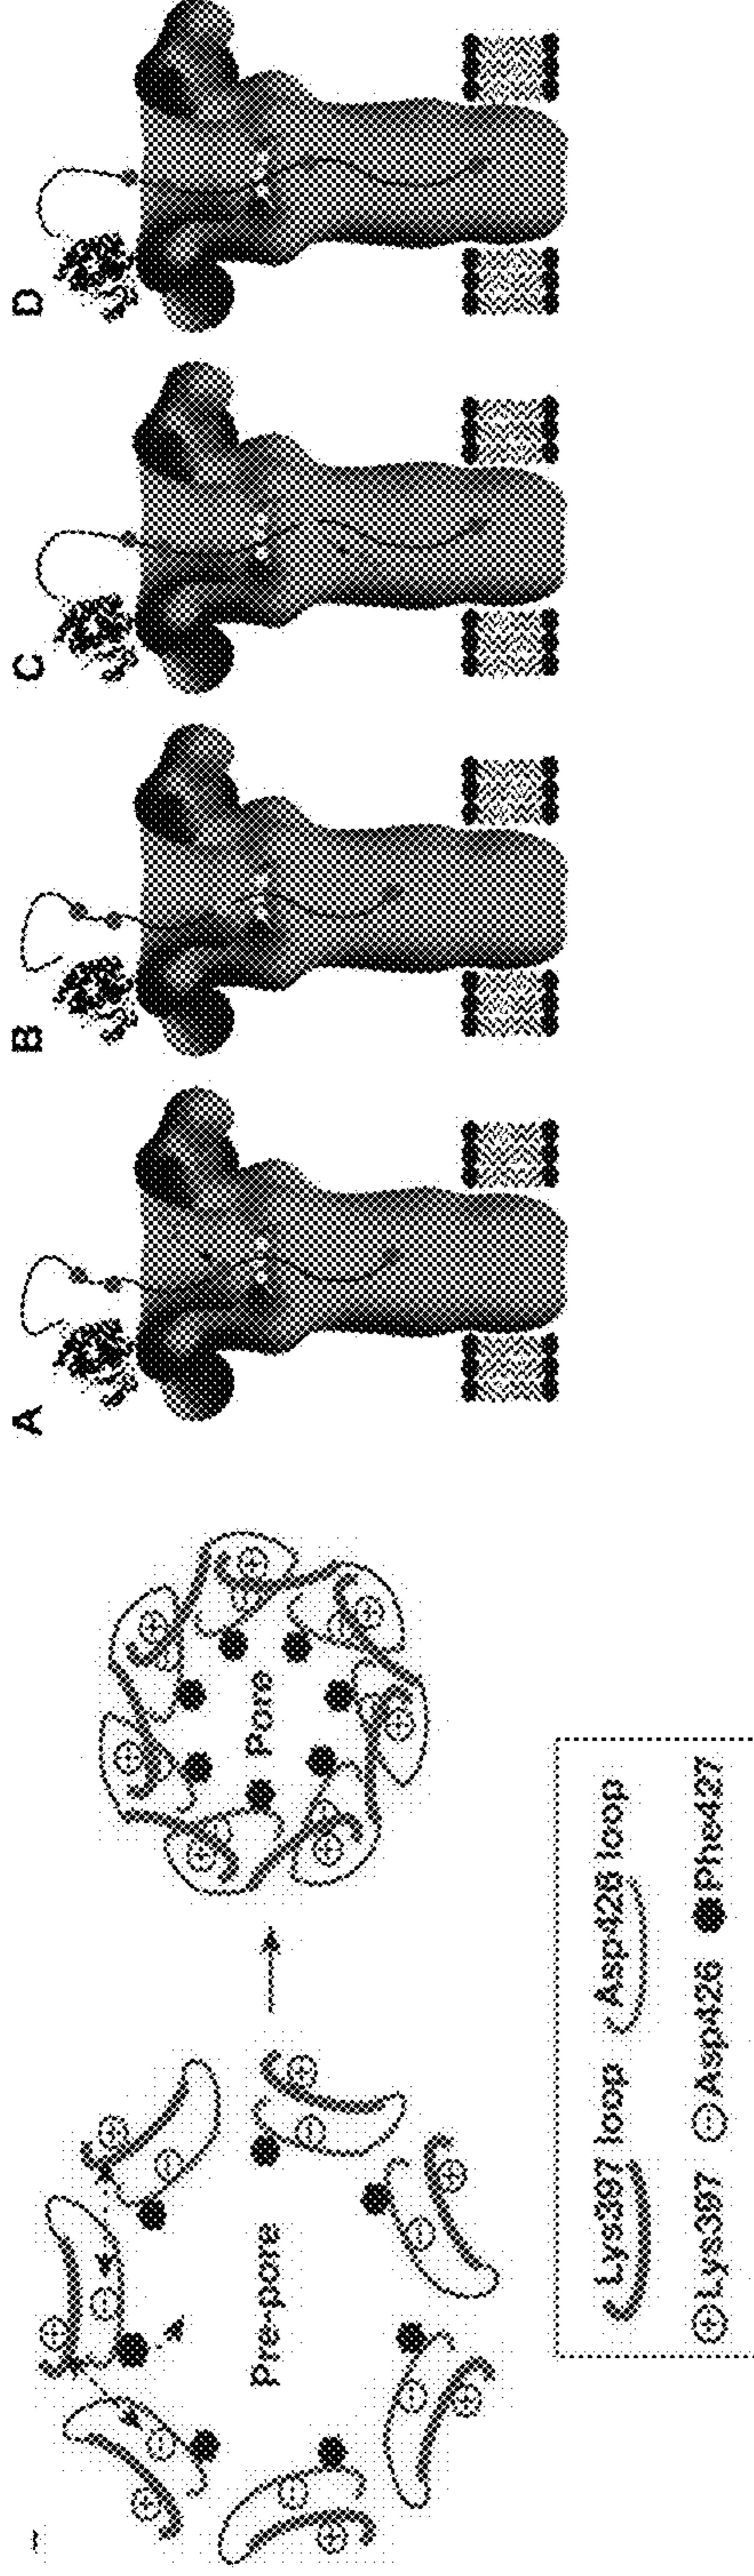 Pre-pore
Pore
Lys397 loop Asp426 loop
Lys397 Asp426 Phe427
A
B
C
D